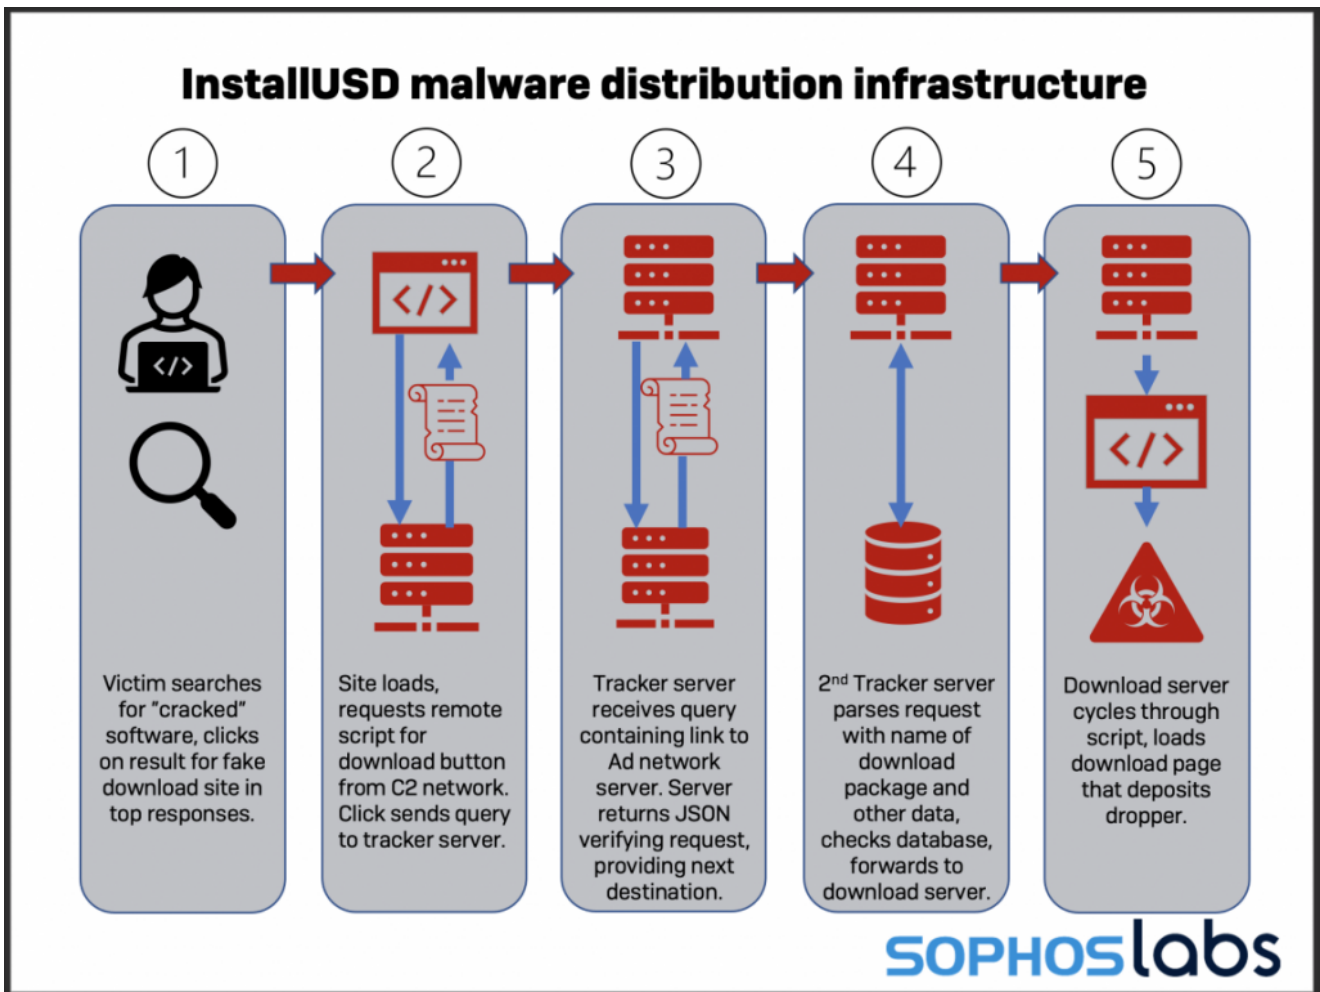 InstallUSD malware distribution infrastructure
1
2
3
4
5
</>
</>
</>
Victim searches
for “cracked”
software, clicks
on result for fake
download site in
top responses.
Site loads,
requests remote
script for
download button
from C2 network.
Click sends query
to tracker server.
Tracker server
receives query
containing link to
Ad network
server. Server
returns JSON
verifying request,
providing next
destination.
2nd Tracker server
parses request
with name of
download
package and
other data,
checks database,
forwards to
download server.
Download server
cycles through
script, loads
download page
that deposits
dropper.
SOPHOSlabs